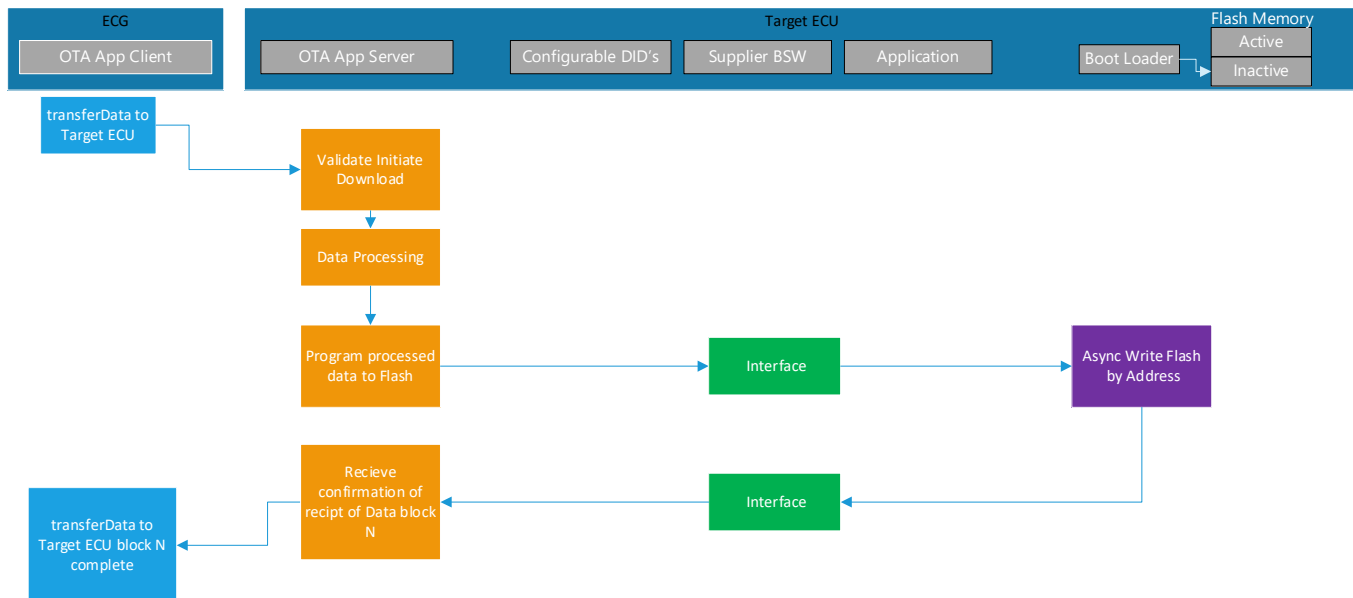 ECG
Target ECU
Flash Memory
OTA App Client
OTA App Server
Configurable DID's
Supplier BSW
Application
Boot Loader
Active
Inactive
transferData to
Target ECU
Validate Initiate
Download
Data Processing
Program processed
data to Flash
Interface
Async Write Flash
by Address
Recieve
confirmation of
recipt of Data block
N
Interface
transferData to
Target ECU block N
complete